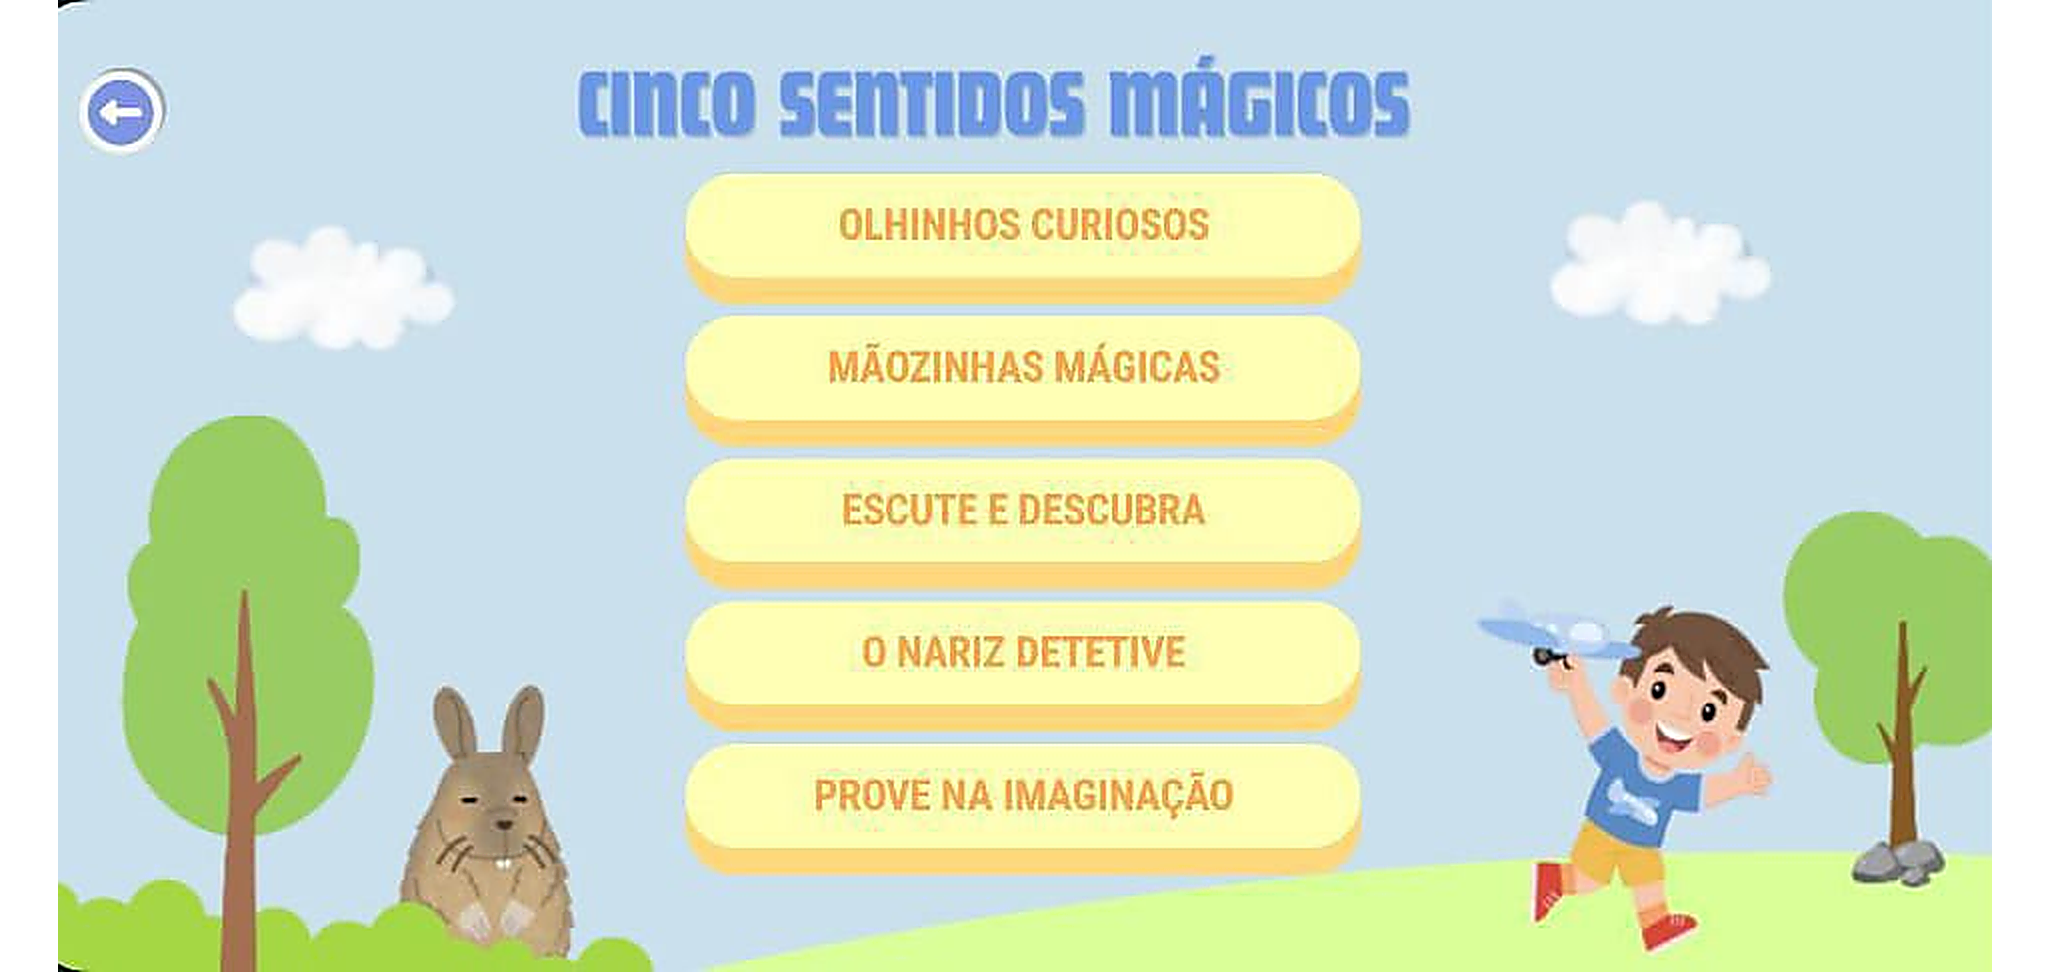 CINCO SENTIDOS MÁGICOS
OLHINHOS CURIOSOS
MÃOZINHAS MÁGICAS
ESCUTE E DESCUBRA
O NARIZ DETETIVE
PROVE NA IMAGINAÇÃO